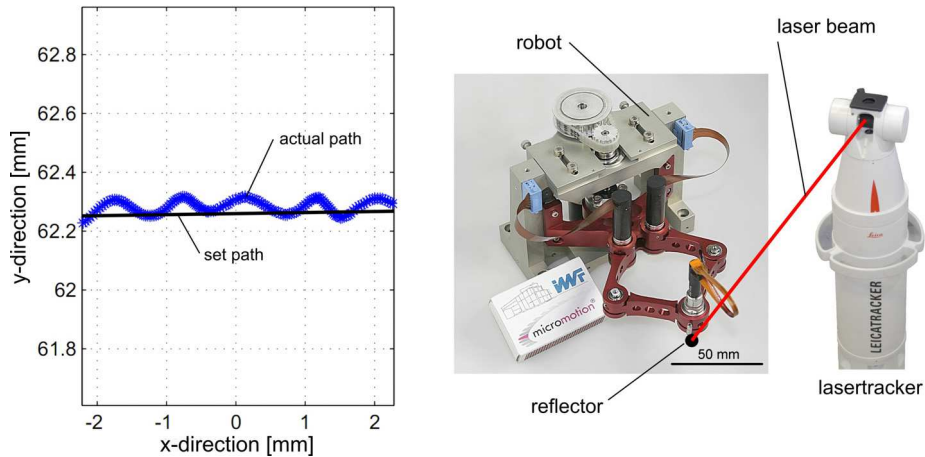 62.8
62.6
62.4
62.2
62
61.8
-2
-1
0
1
2
y-direction [mm]
x-direction [mm]
actual path
set path
robot
laser beam
iwf
micromotion
50 mm
reflector
Leica
LEICATRACKER
lasertracker